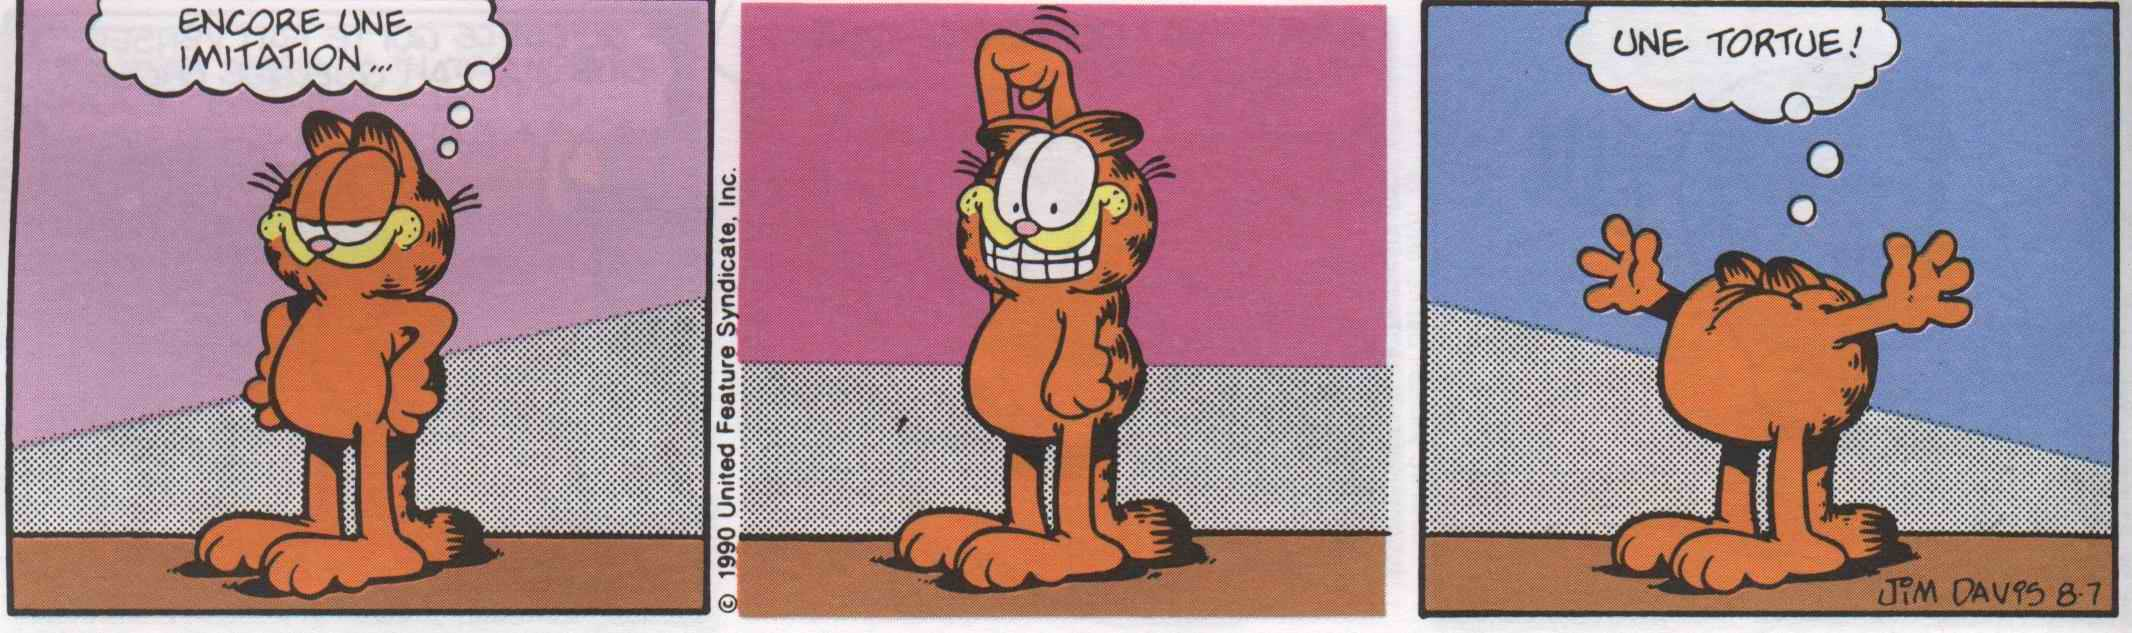 ENCORE UNE
IMITATION...
© 1990 United Feature Syndicate, Inc.
UNE TORTUE!
JIM DAVIS 8-7